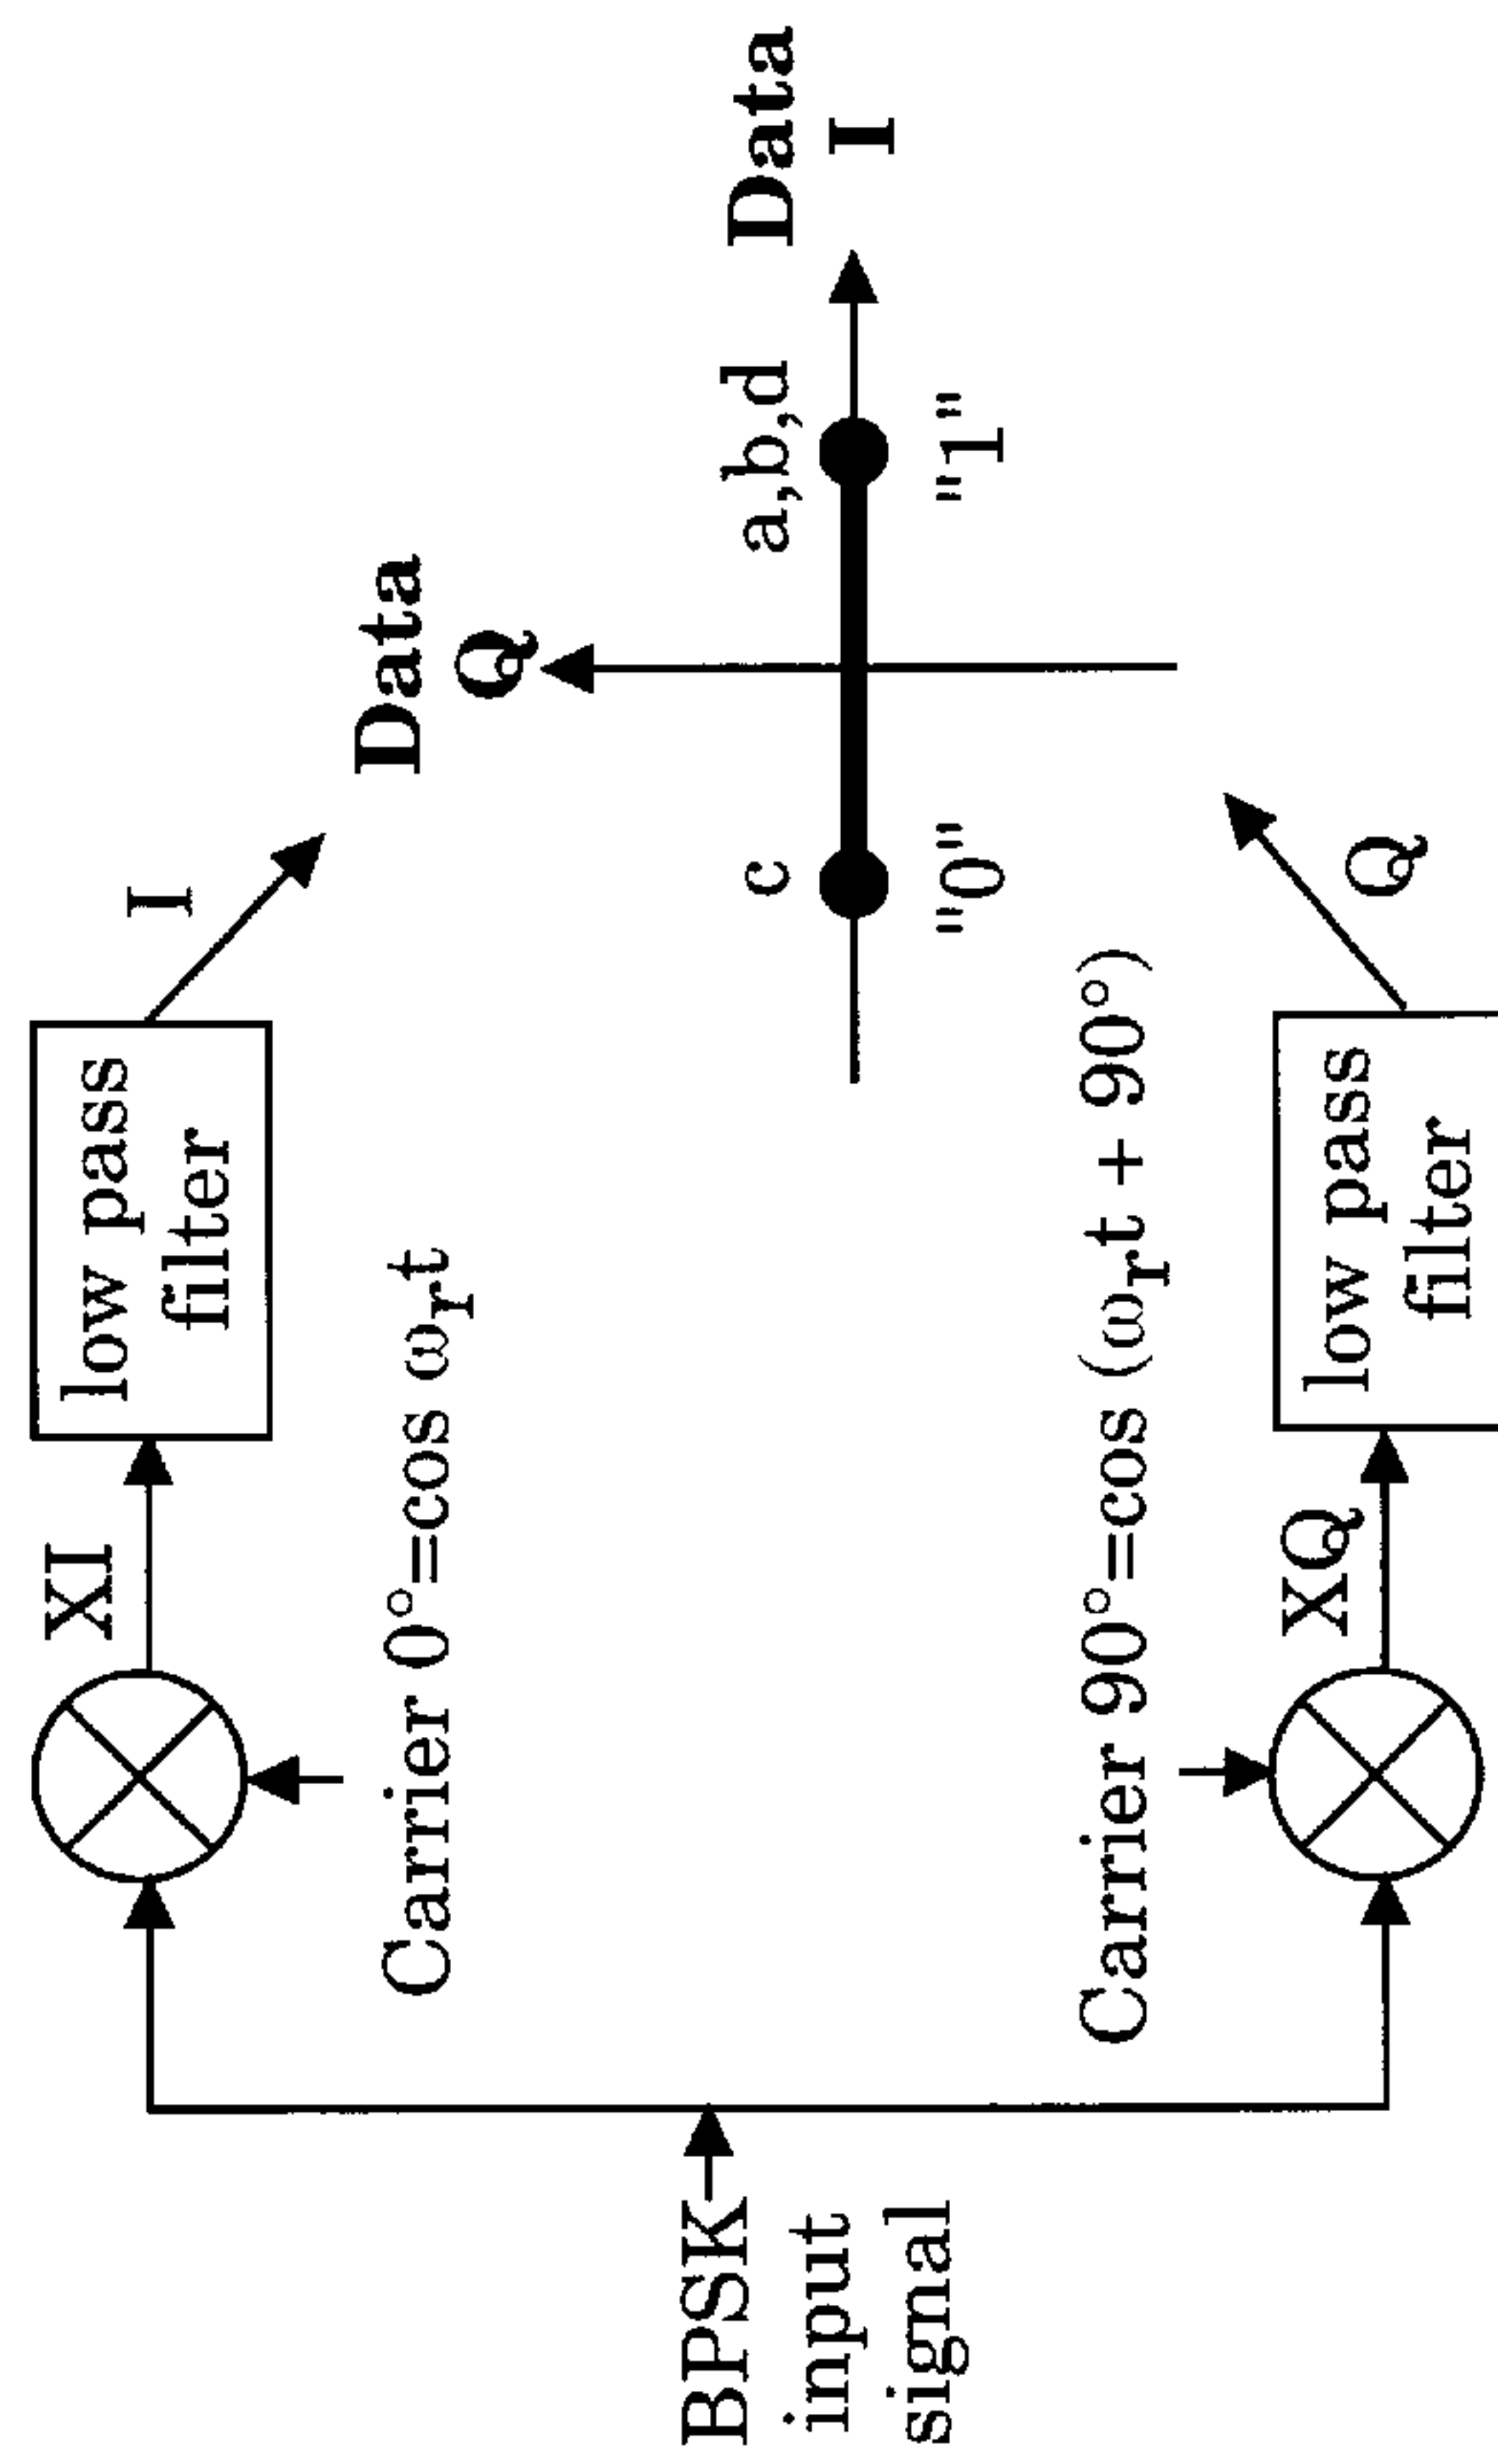 XI
low pass
filter
I
Carrier 0°=cos ωrt
Data
Q
BPSK
input
signal
c
a,b,d
Data
I
"0"
"1"
Carrier 90°=cos (ωrt + 90°)
XQ
low pass
filter
Q